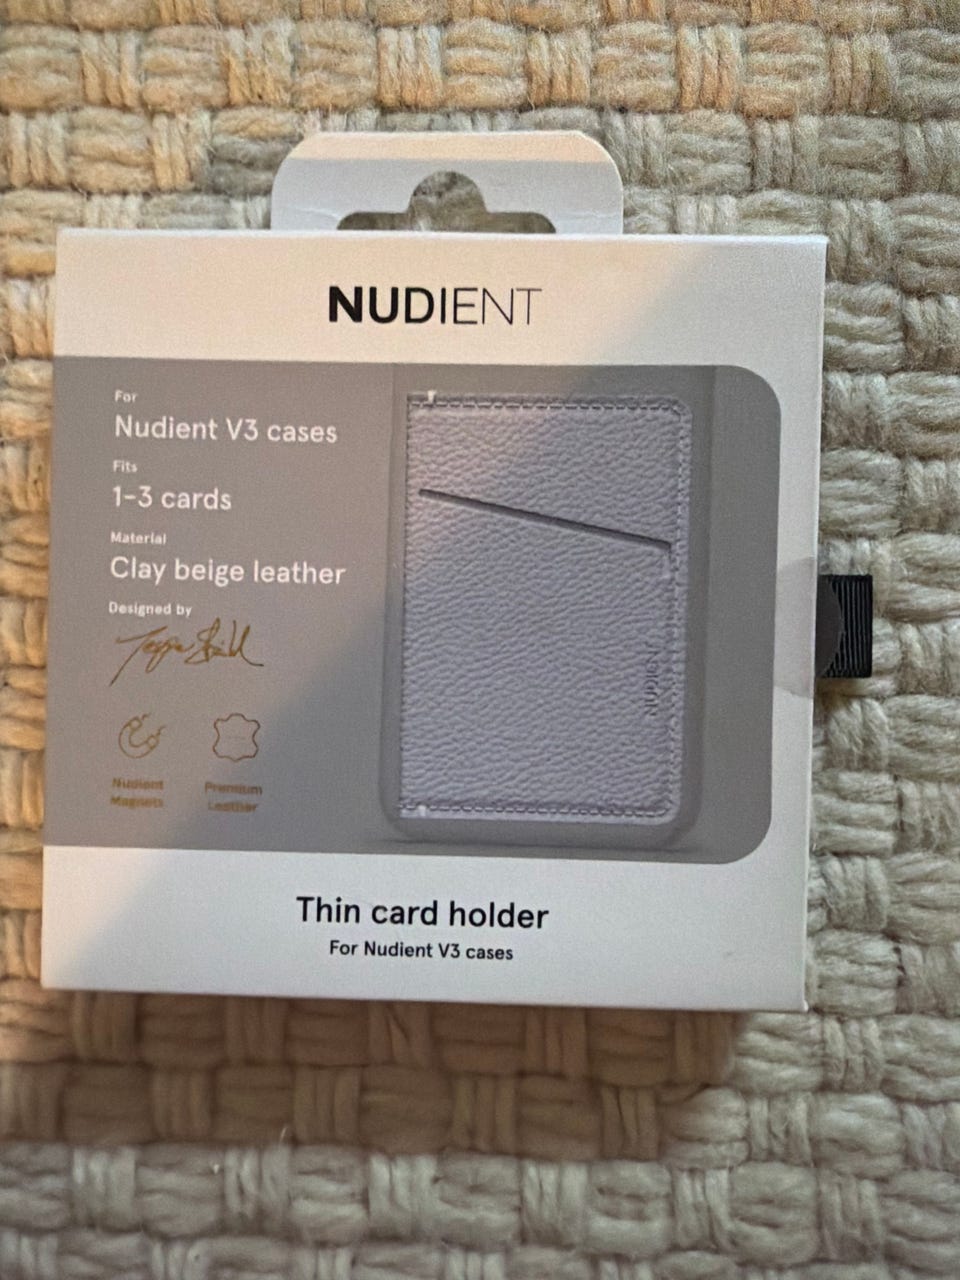 NUDIENT
For
Nudient V3 cases
Fits
1-3 cards
Material
Clay beige leather
Designed by
Nudient
Magnets
Premium
Leather
NUDIENT
Thin card holder
For Nudient V3 cases